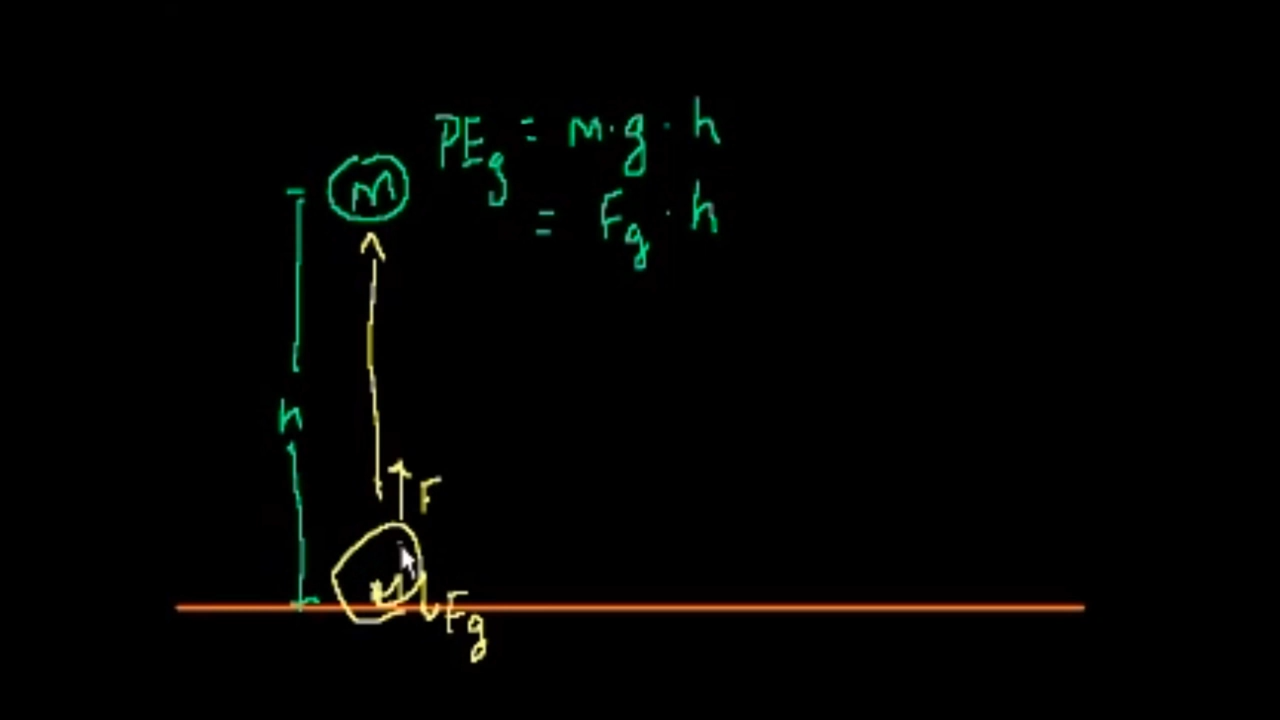 PEg = m·g·h
m
= Fg·h
h
F
M
Fg